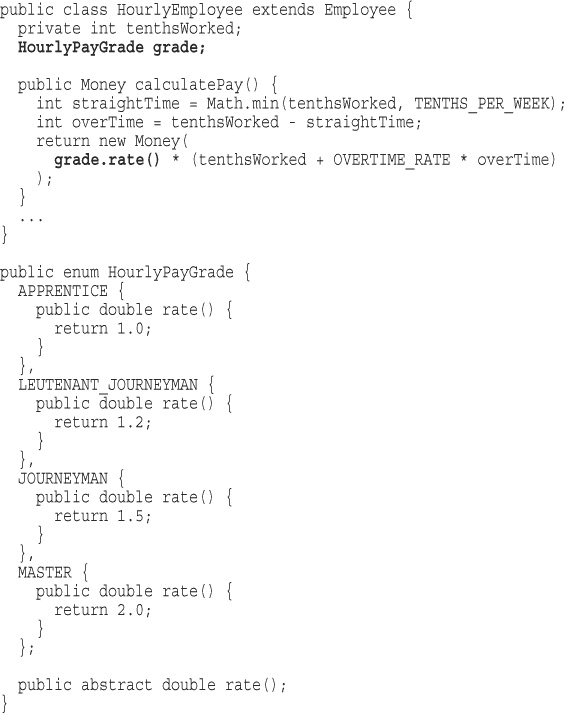 public class HourlyEmployee extends Employee {
  private int tenthsWorked;
  HourlyPayGrade grade;

  public Money calculatePay() {
    int straightTime = Math.min(tenthsWorked, TENTHS_PER_WEEK);
    int overTime = tenthsWorked - straightTime;
    return new Money(
      grade.rate() * (tenthsWorked + OVERTIME_RATE * overTime)
    );
  }
  ...
}

public enum HourlyPayGrade {
  APPRENTICE {
    public double rate() {
      return 1.0;
    }
  },
  LEUTENANT_JOURNEYMAN {
    public double rate() {
      return 1.2;
    }
  },
  JOURNEYMAN {
    public double rate() {
      return 1.5;
    }
  },
  MASTER {
    public double rate() {
      return 2.0;
    }
  };

  public abstract double rate();
}